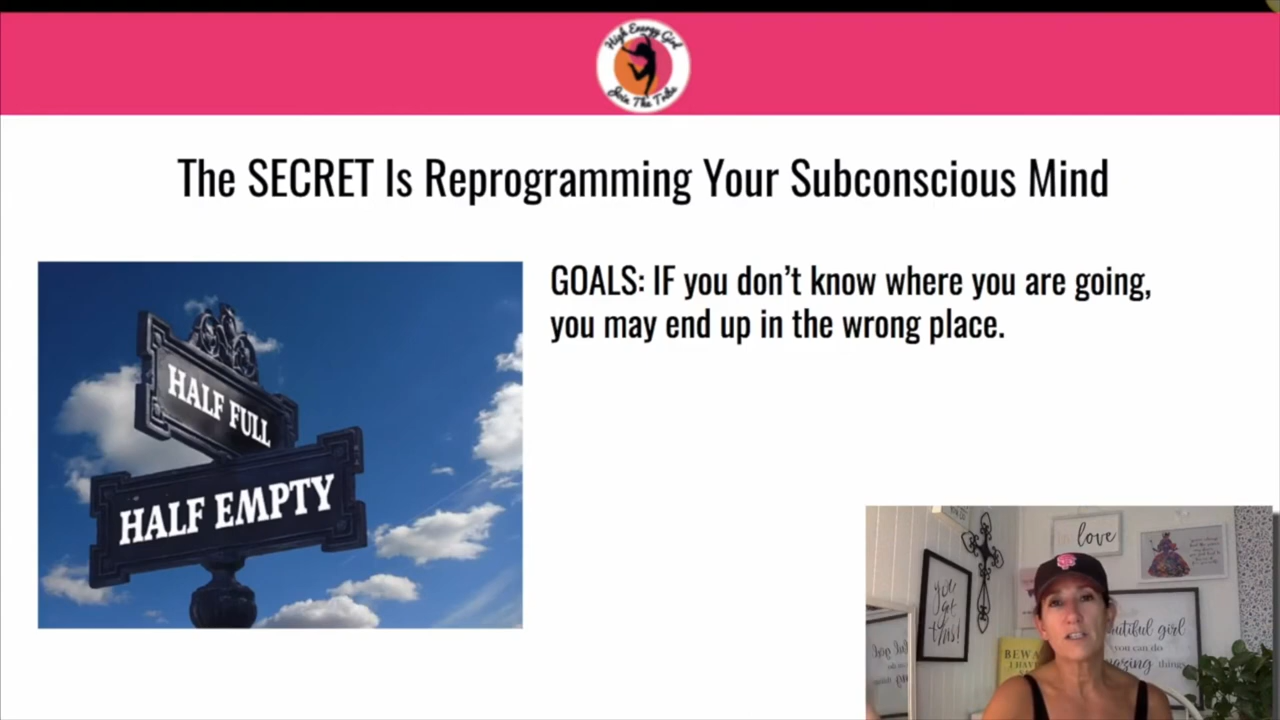 High Energy Girl
Join The Tribe
The SECRET Is Reprogramming Your Subconscious Mind
GOALS: IF you don't know where you are going,
you may end up in the wrong place.
HALF FULL
HALF EMPTY
love
you
got
this!
BEWA
I HAV
utiful girl
you can do
azing things